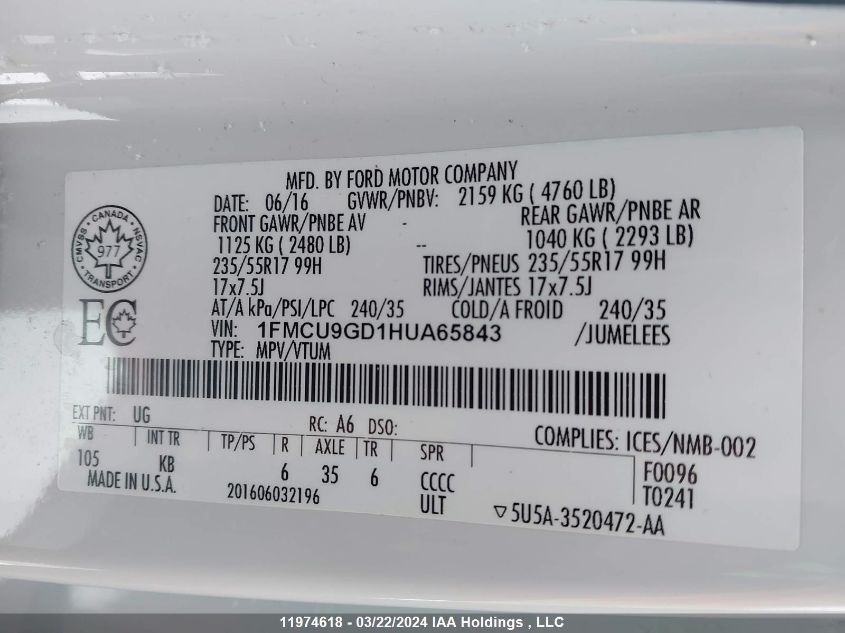 MFD. BY FORD MOTOR COMPANY
DATE: 06/16 GVWR/PNBV: 2159 KG ( 4760 LB)
FRONT GAWR/PNBE AV - REAR GAWR/PNBE AR
1125 KG ( 2480 LB) -- 1040 KG ( 2293 LB)
235/55R17 99H TIRES/PNEUS 235/55R17 99H
17x7.5J RIMS/JANTES 17x7.5J
AT/A kPa/PSI/LPC 240/35 COLD/A FROID 240/35
VIN: 1FMCU9GD1HUA65843 /JUMELEES
TYPE: MPV/VTUM
CANADA
CMVSS NSVAC
977
TRANSPORT
EC
EXT PNT: UG RC: A6 DSO:
COMPLIES: ICES/NMB-002
WB INT TR TP/PS R AXLE TR SPR
105 KB 6 35 6 CCCC F0096
MADE IN U.S.A. 201606032196 ULT T0241
5U5A-3520472-AA
11974618 - 03/22/2024 IAA Holdings , LLC